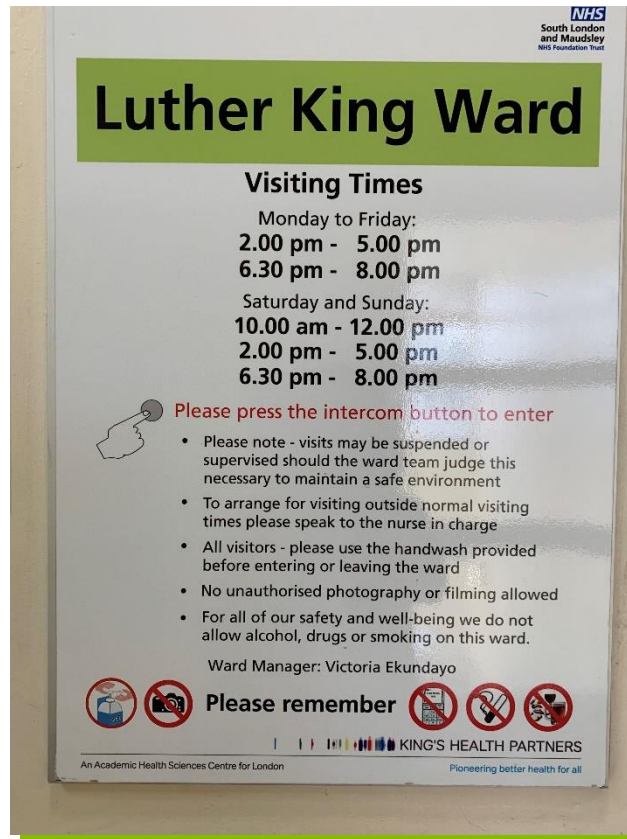 NHS
South London
and Maudsley
NHS Foundation Trust
Luther King Ward
Visiting Times
Monday to Friday:
2.00 pm - 5.00 pm
6.30 pm - 8.00 pm
Saturday and Sunday:
10.00 am - 12.00 pm
2.00 pm - 5.00 pm
6.30 pm - 8.00 pm
Please press the intercom button to enter
• Please note - visits may be suspended or
supervised should the ward team judge this
necessary to maintain a safe environment
• To arrange for visiting outside normal visiting
times please speak to the nurse in charge
• All visitors - please use the handwash provided
before entering or leaving the ward
• No unauthorised photography or filming allowed
• For all of our safety and well-being we do not
allow alcohol, drugs or smoking on this ward.
Ward Manager: Victoria Ekundayo
Please remember
KING'S HEALTH PARTNERS
An Academic Health Sciences Centre for London
Pioneering better health for all